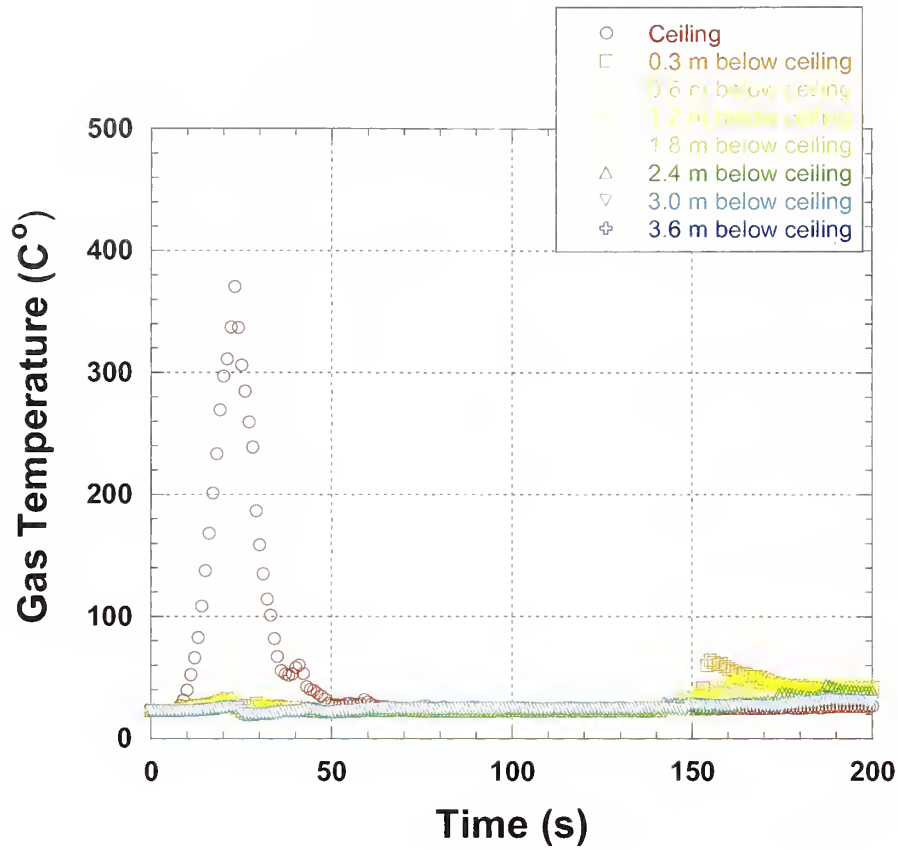 Ceiling
0.3 m below ceiling
0.6 m below ceiling
1.2 m below ceiling
1.8 m below ceiling
2.4 m below ceiling
3.0 m below ceiling
3.6 m below ceiling
500
400
300
200
100
0
Gas Temperature (C°)
0
50
100
150
200
Time (s)